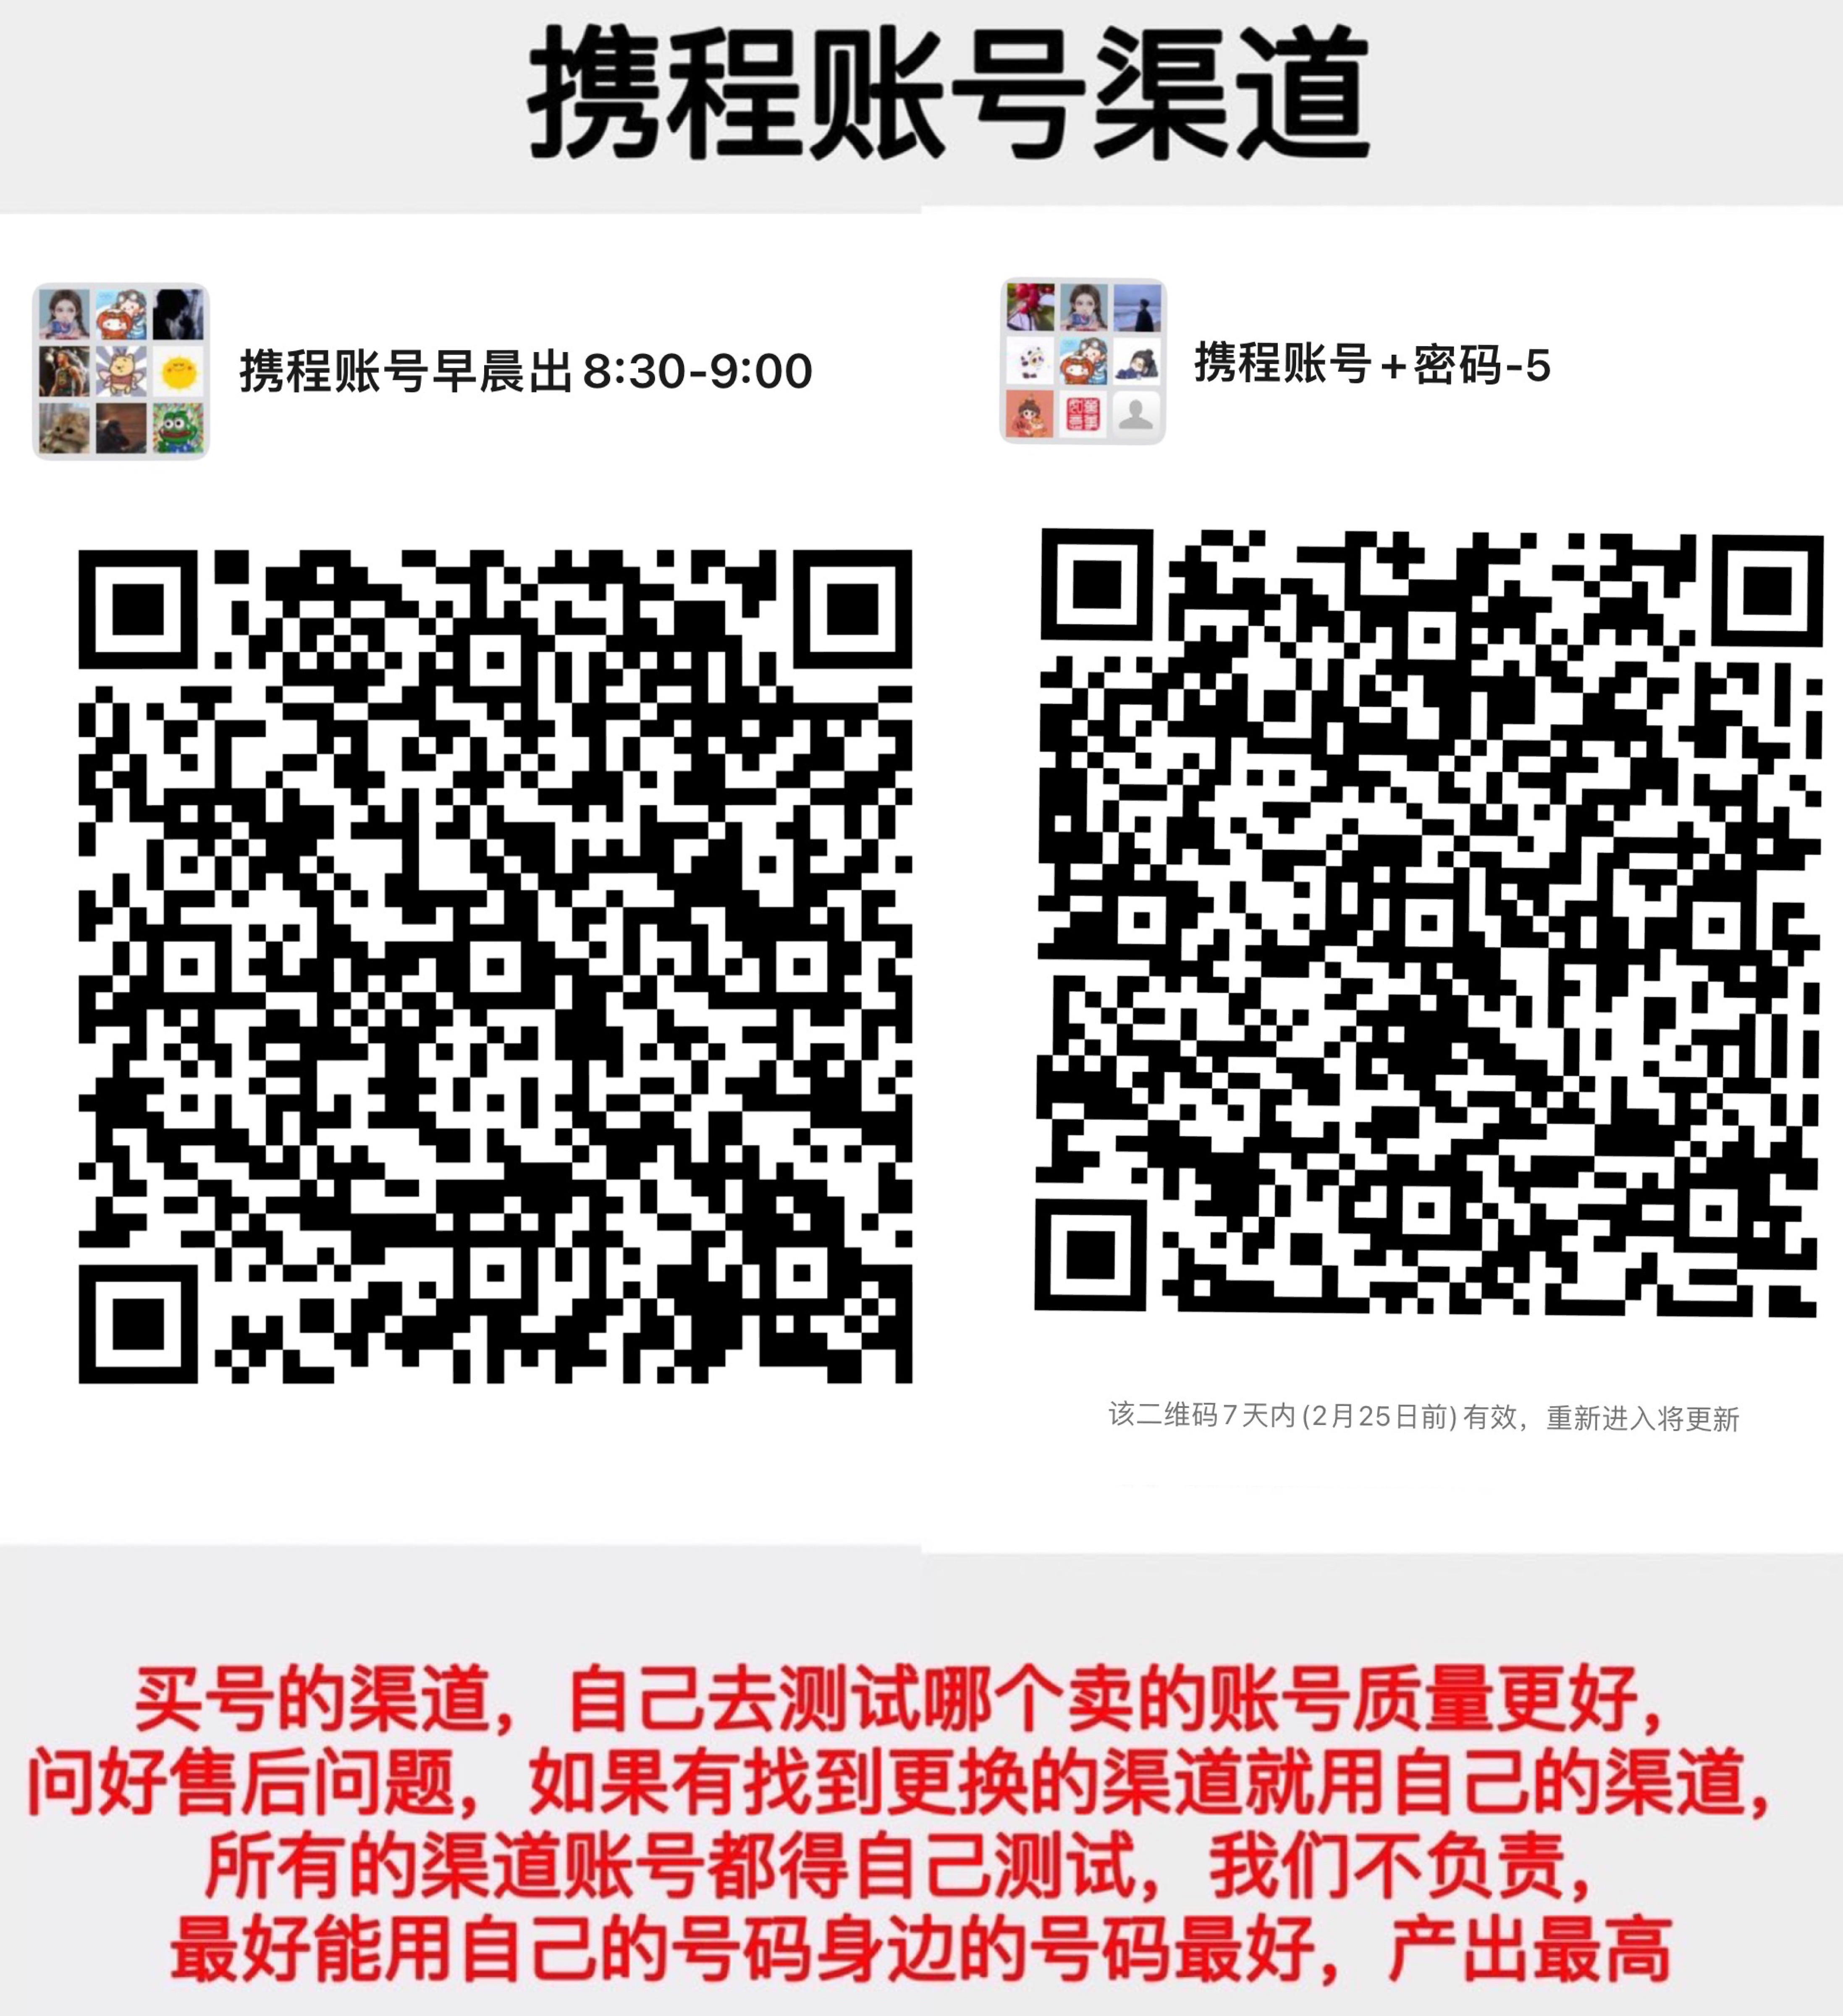 携程账号渠道
携程账号早晨出8:30-9:00
携程账号+密码-5
该二维码7天内(2月25日前)有效，重新进入将更新
买号的渠道，自己去测试哪个卖的账号质量更好，
问好售后问题，如果有找到更换的渠道就用自己的渠道，
所有的渠道账号都得自己测试，我们不负责，
最好能用自己的号码身边的号码最好，产出最高